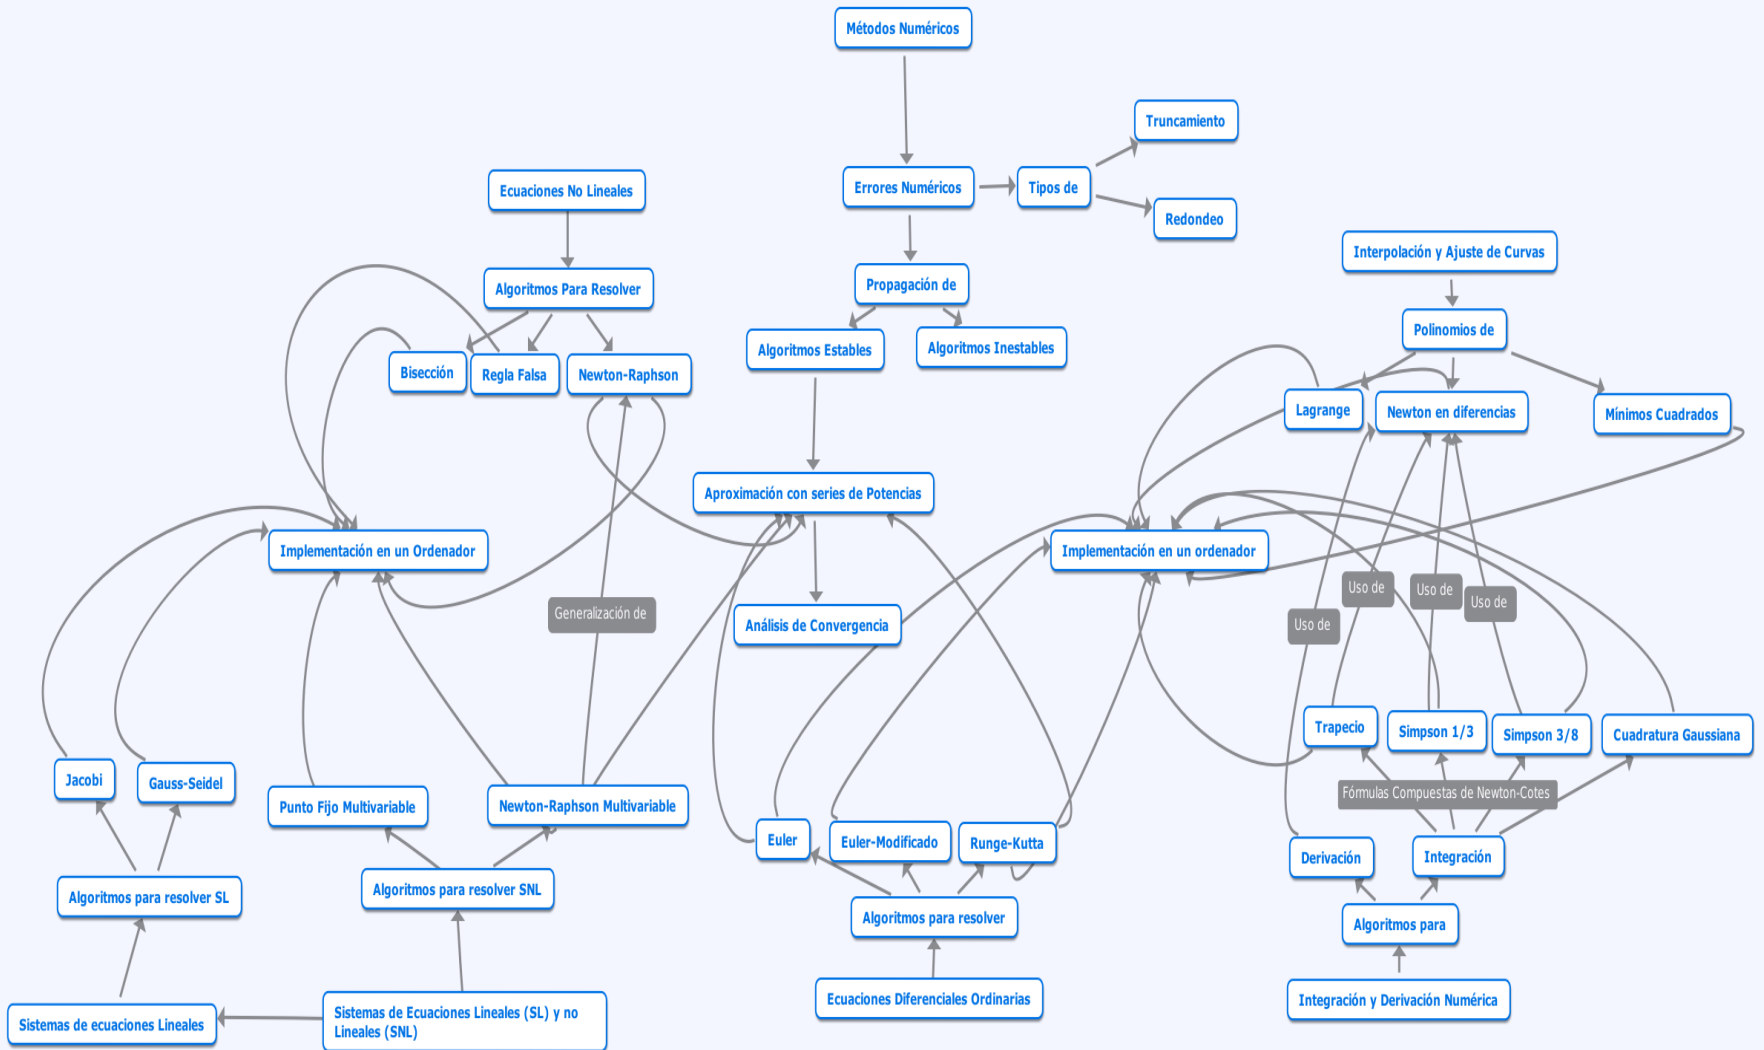 Métodos Numéricos
Truncamiento
Errores Numéricos
Tipos de
Ecuaciones No Lineales
Redondeo
Interpolación y Ajuste de Curvas
Propagación de
Algoritmos Para Resolver
Polinomios de
Algoritmos Estables
Algoritmos Inestables
Bisección
Regla Falsa
Newton-Raphson
Lagrange
Newton en diferencias
Mínimos Cuadrados
Aproximación con series de Potencias
Implementación en un Ordenador
Implementación en un ordenador
Uso de
Uso de
Uso de
Uso de
Generalización de
Análisis de Convergencia
Trapecio
Simpson 1/3
Simpson 3/8
Cuadratura Gaussiana
Jacobi
Gauss-Seidel
Fórmulas Compuestas de Newton-Cotes
Punto Fijo Multivariable
Newton-Raphson Multivariable
Euler
Euler-Modificado
Runge-Kutta
Derivación
Integración
Algoritmos para resolver SL
Algoritmos para resolver SNL
Algoritmos para resolver
Algoritmos para
Ecuaciones Diferenciales Ordinarias
Integración y Derivación Numérica
Sistemas de ecuaciones Lineales
Sistemas de Ecuaciones Lineales (SL) y no
Lineales (SNL)